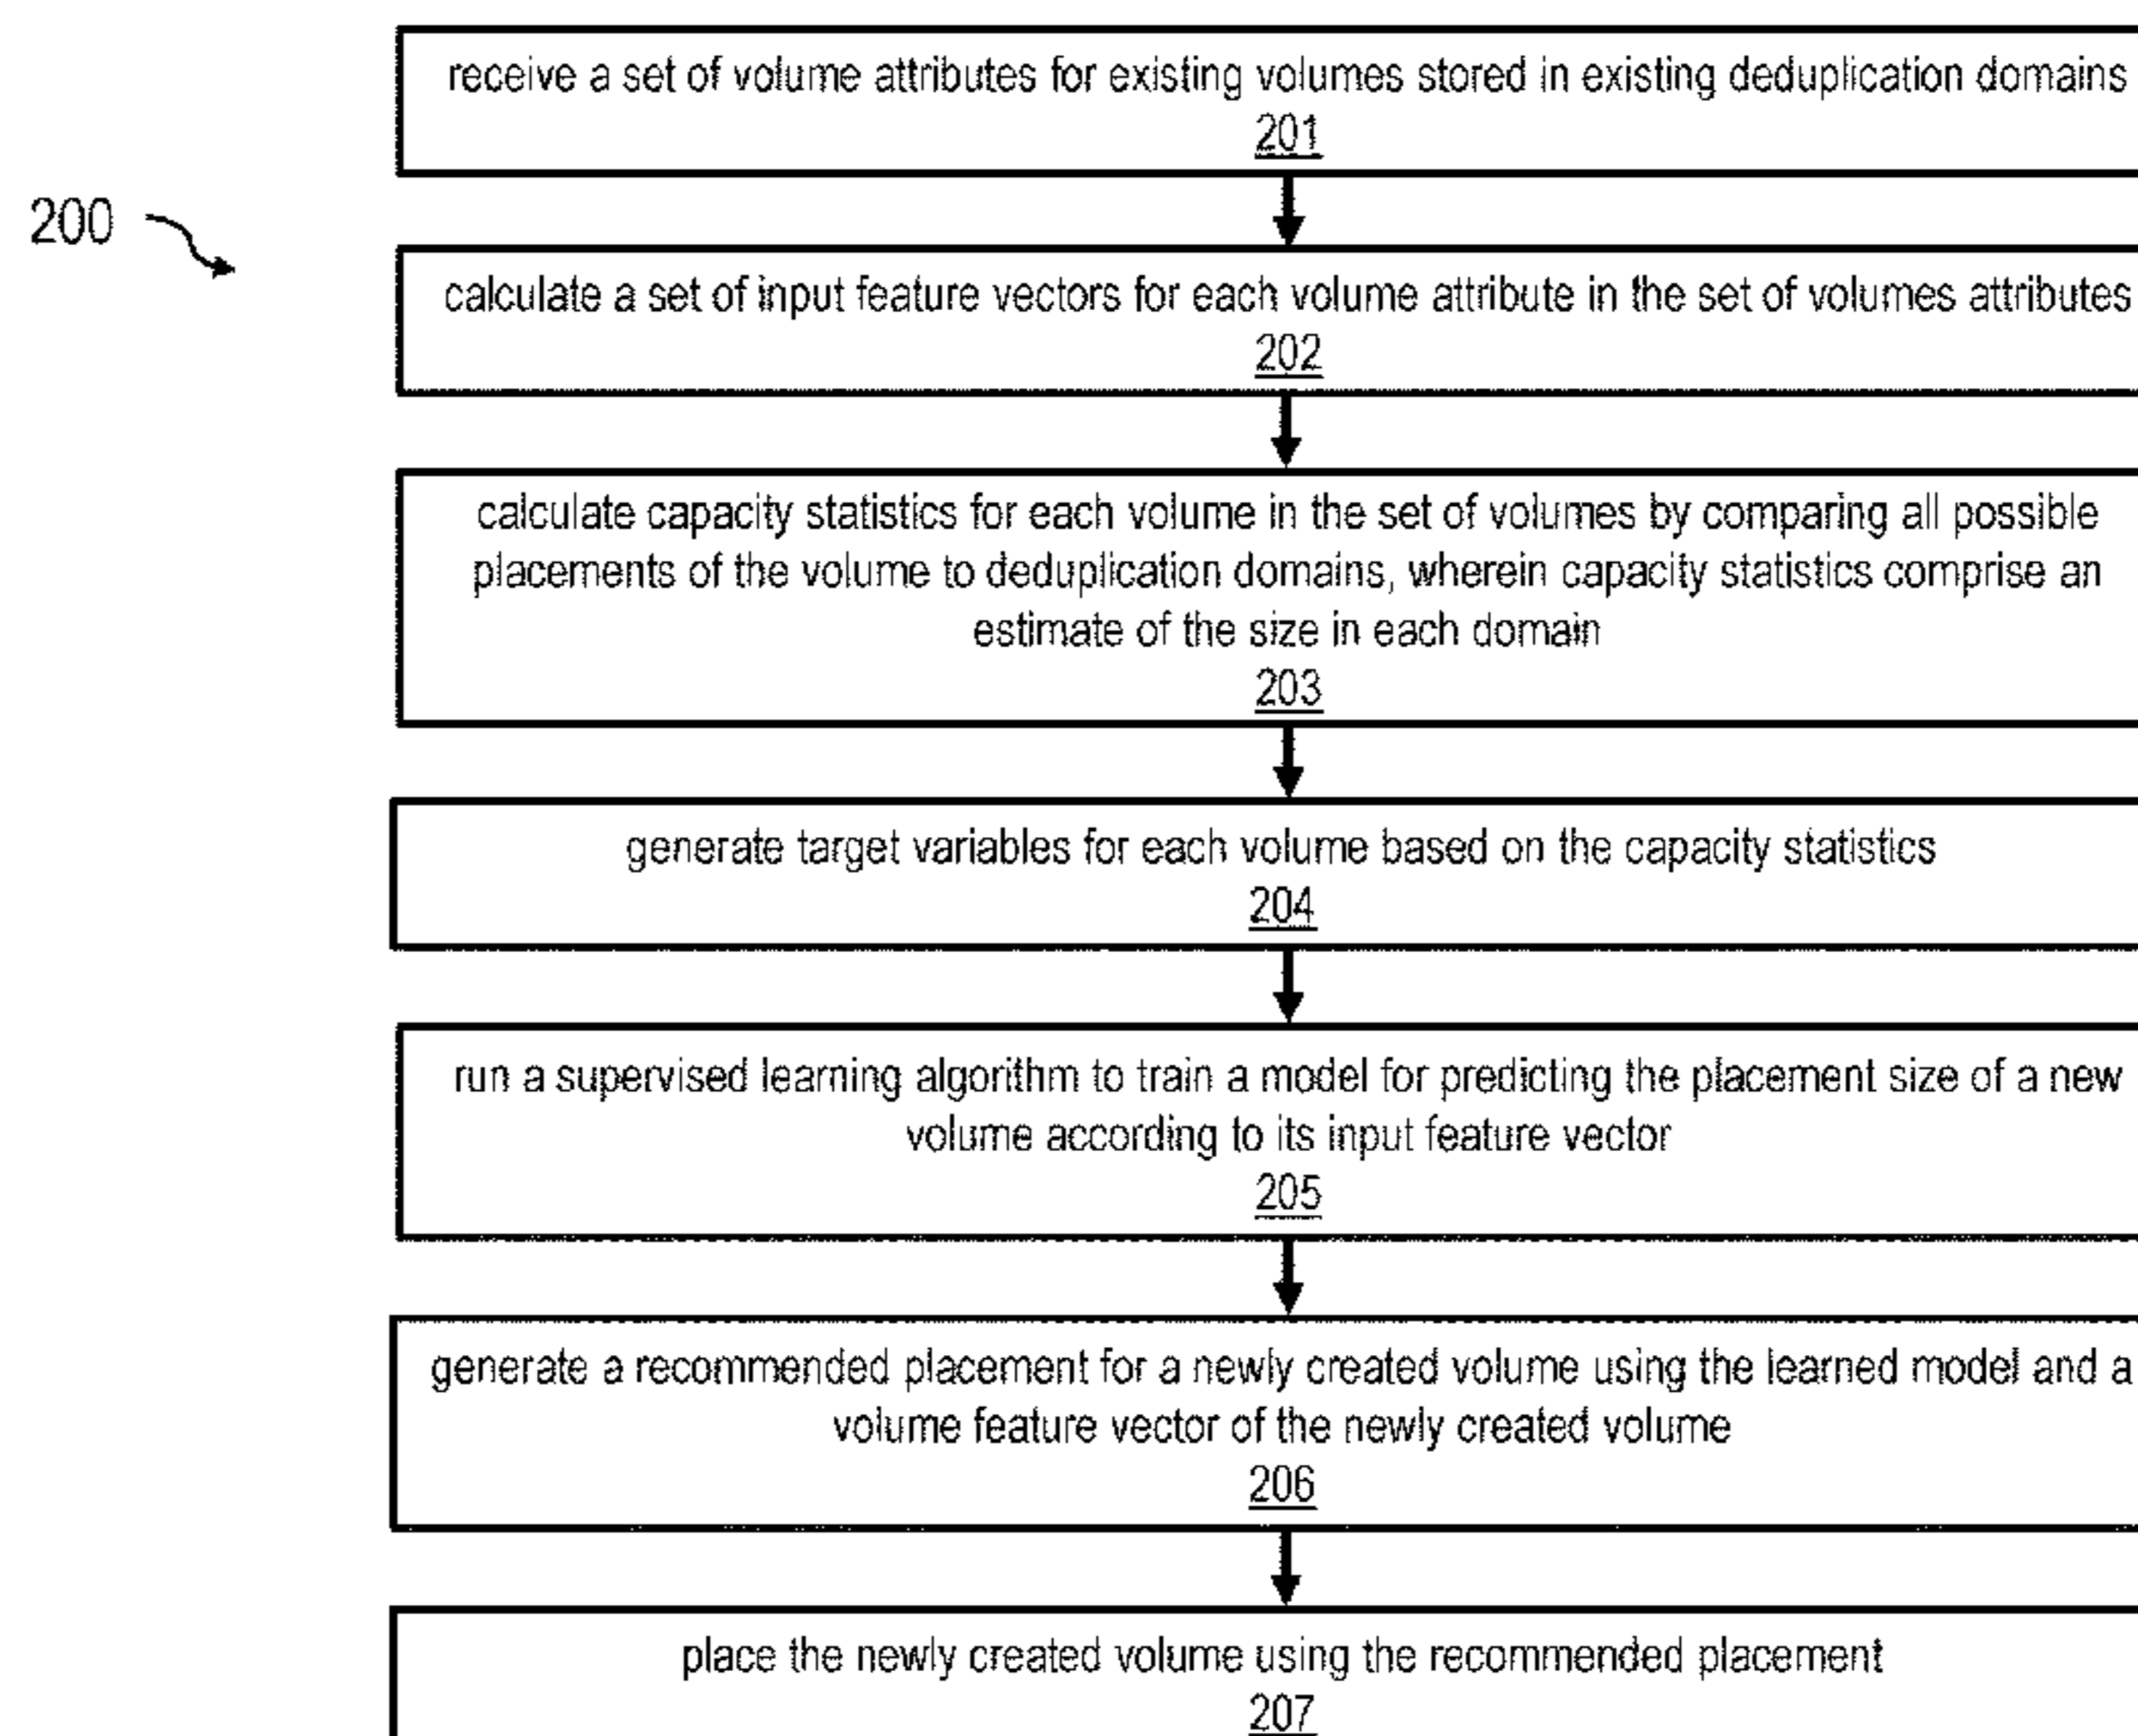 receive a set of volume attributes for existing volumes stored in existing deduplication domains
201
200
calculate a set of input feature vectors for each volume attribute in the set of volumes attributes
202
calculate capacity statistics for each volume in the set of volumes by comparing all possible
placements of the volume to deduplication domains, wherein capacity statistics comprise an
estimate of the size in each domain
203
generate target variables for each volume based on the capacity statistics
204
run a supervised learning algorithm to train a model for predicting the placement size of a new
volume according to its input feature vector
205
generate a recommended placement for a newly created volume using the learned model and a
volume feature vector of the newly created volume
206
place the newly created volume using the recommended placement
207